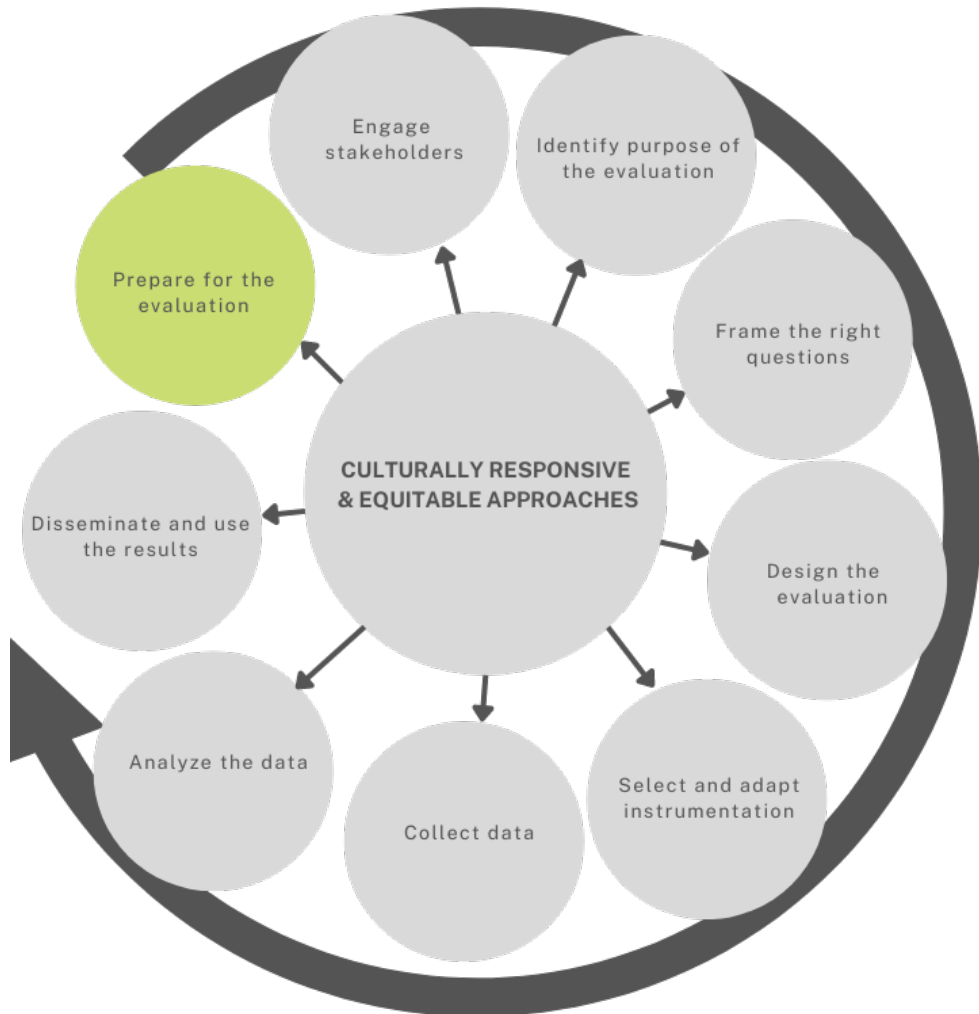 Engage
stakeholders
Identify purpose of
the evaluation
Prepare for the
evaluation
Frame the right
questions
CULTURALLY RESPONSIVE
& EQUITABLE APPROACHES
Disseminate and use
the results
Design the
evaluation
Analyze the data
Select and adapt
instrumentation
Collect data